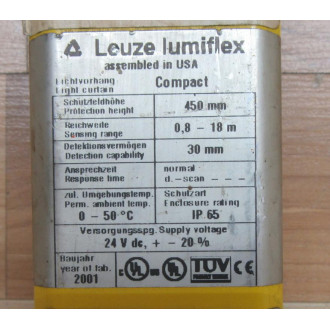 Leuze lumiflex
assembled in USA
Lichtvorhang
Light curtain
Compact
Schutzfeldhöhe
Protection height
450 mm
Reichweite
Sensing range
0,8 – 18 m
Detektionsvermögen
Detection capability
30 mm
Ansprechzeit
Response time
normal
d.–scan – – –
zul. Umgebungstemp.
Perm. ambient temp.
0 – 50°C
Schutzart
Enclosure rating
IP 65
Versorgungsspg. Supply voltage
24 V dc, + – 20%
Baujahr
year of fab.
2001
UL
UL
TÜV